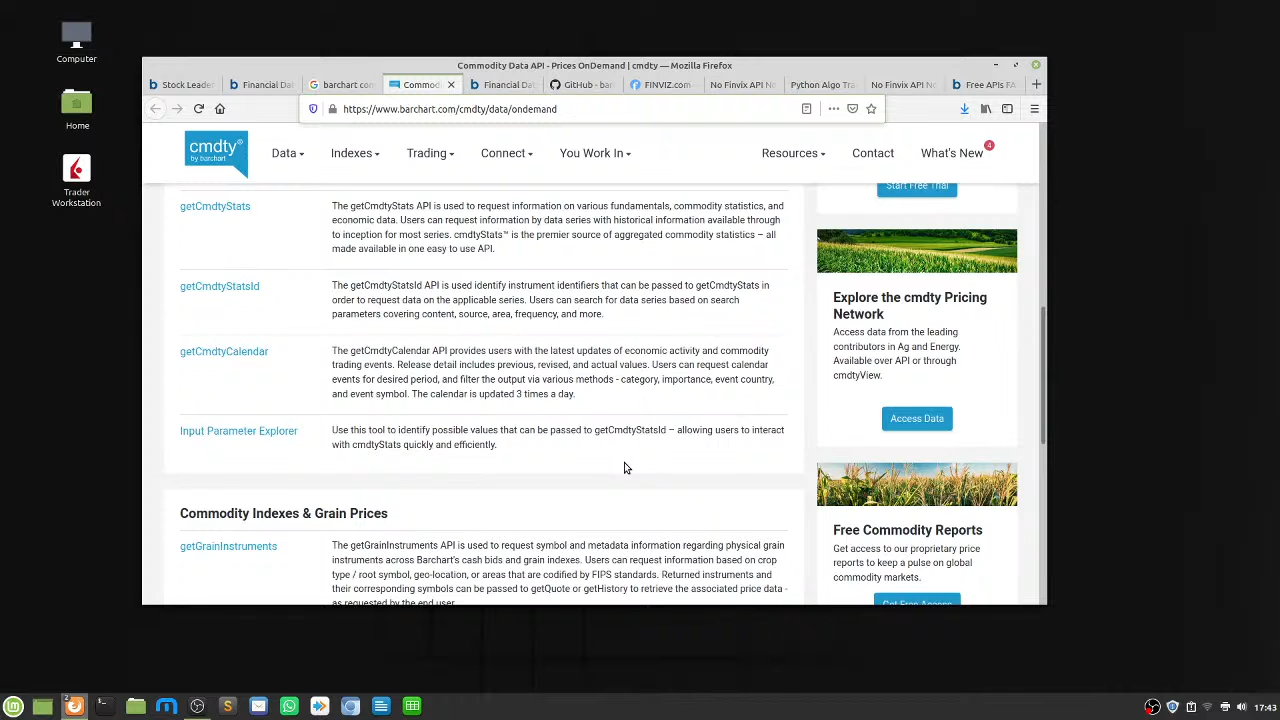 Computer
Home
Trader
Workstation
Commodity Data API - Prices OnDemand | cmdty — Mozilla Firefox
Stock Leader
Financial Da
barchart com
Commod
Financial Da
GitHub - bar
FINVIZ.com
No Finviz API No
Python Algo Tra
No Finvix API No
Free APIs FA
https://www.barchart.com/cmdty/data/ondemand
cmdty®
by barchart
Data
Indexes
Trading
Connect
You Work In
Resources
Contact
What's New
4
getCmdtyStats
The getCmdtyStats API is used to request information on various fundamentals, commodity statistics, and
economic data. Users can request information by data series with historical information available through
to inception for most series. cmdtyStats™ is the premier source of aggregated commodity statistics – all
made available in one easy to use API.
getCmdtyStatsId
The getCmdtyStatsId API is used identify instrument identifiers that can be passed to getCmdtyStats in
order to request data on the applicable series. Users can search for data series based on search
parameters covering content, source, area, frequency, and more.
getCmdtyCalendar
The getCmdtyCalendar API provides users with the latest updates of economic activity and commodity
trading events. Release detail includes previous, revised, and actual values. Users can request calendar
events for desired period, and filter the output via various methods - category, importance, event country,
and event symbol. The calendar is updated 3 times a day.
Input Parameter Explorer
Use this tool to identify possible values that can be passed to getCmdtyStatsId – allowing users to interact
with cmdtyStats quickly and efficiently.
Commodity Indexes & Grain Prices
getGrainInstruments
The getGrainInstruments API is used to request symbol and metadata information regarding physical grain
instruments across Barchart's cash bids and grain indexes. Users can request information based on crop
type / root symbol, geo-location, or areas that are codified by FIPS standards. Returned instruments and
their corresponding symbols can be passed to getQuote or getHistory to retrieve the associated price data -
as requested by the end user.
Start Free Trial
Explore the cmdty Pricing
Network
Access data from the leading
contributors in Ag and Energy.
Available over API or through
cmdtyView.
Access Data
Free Commodity Reports
Get access to our proprietary price
reports to keep a pulse on global
commodity markets.
Get Free Access
2
17:43